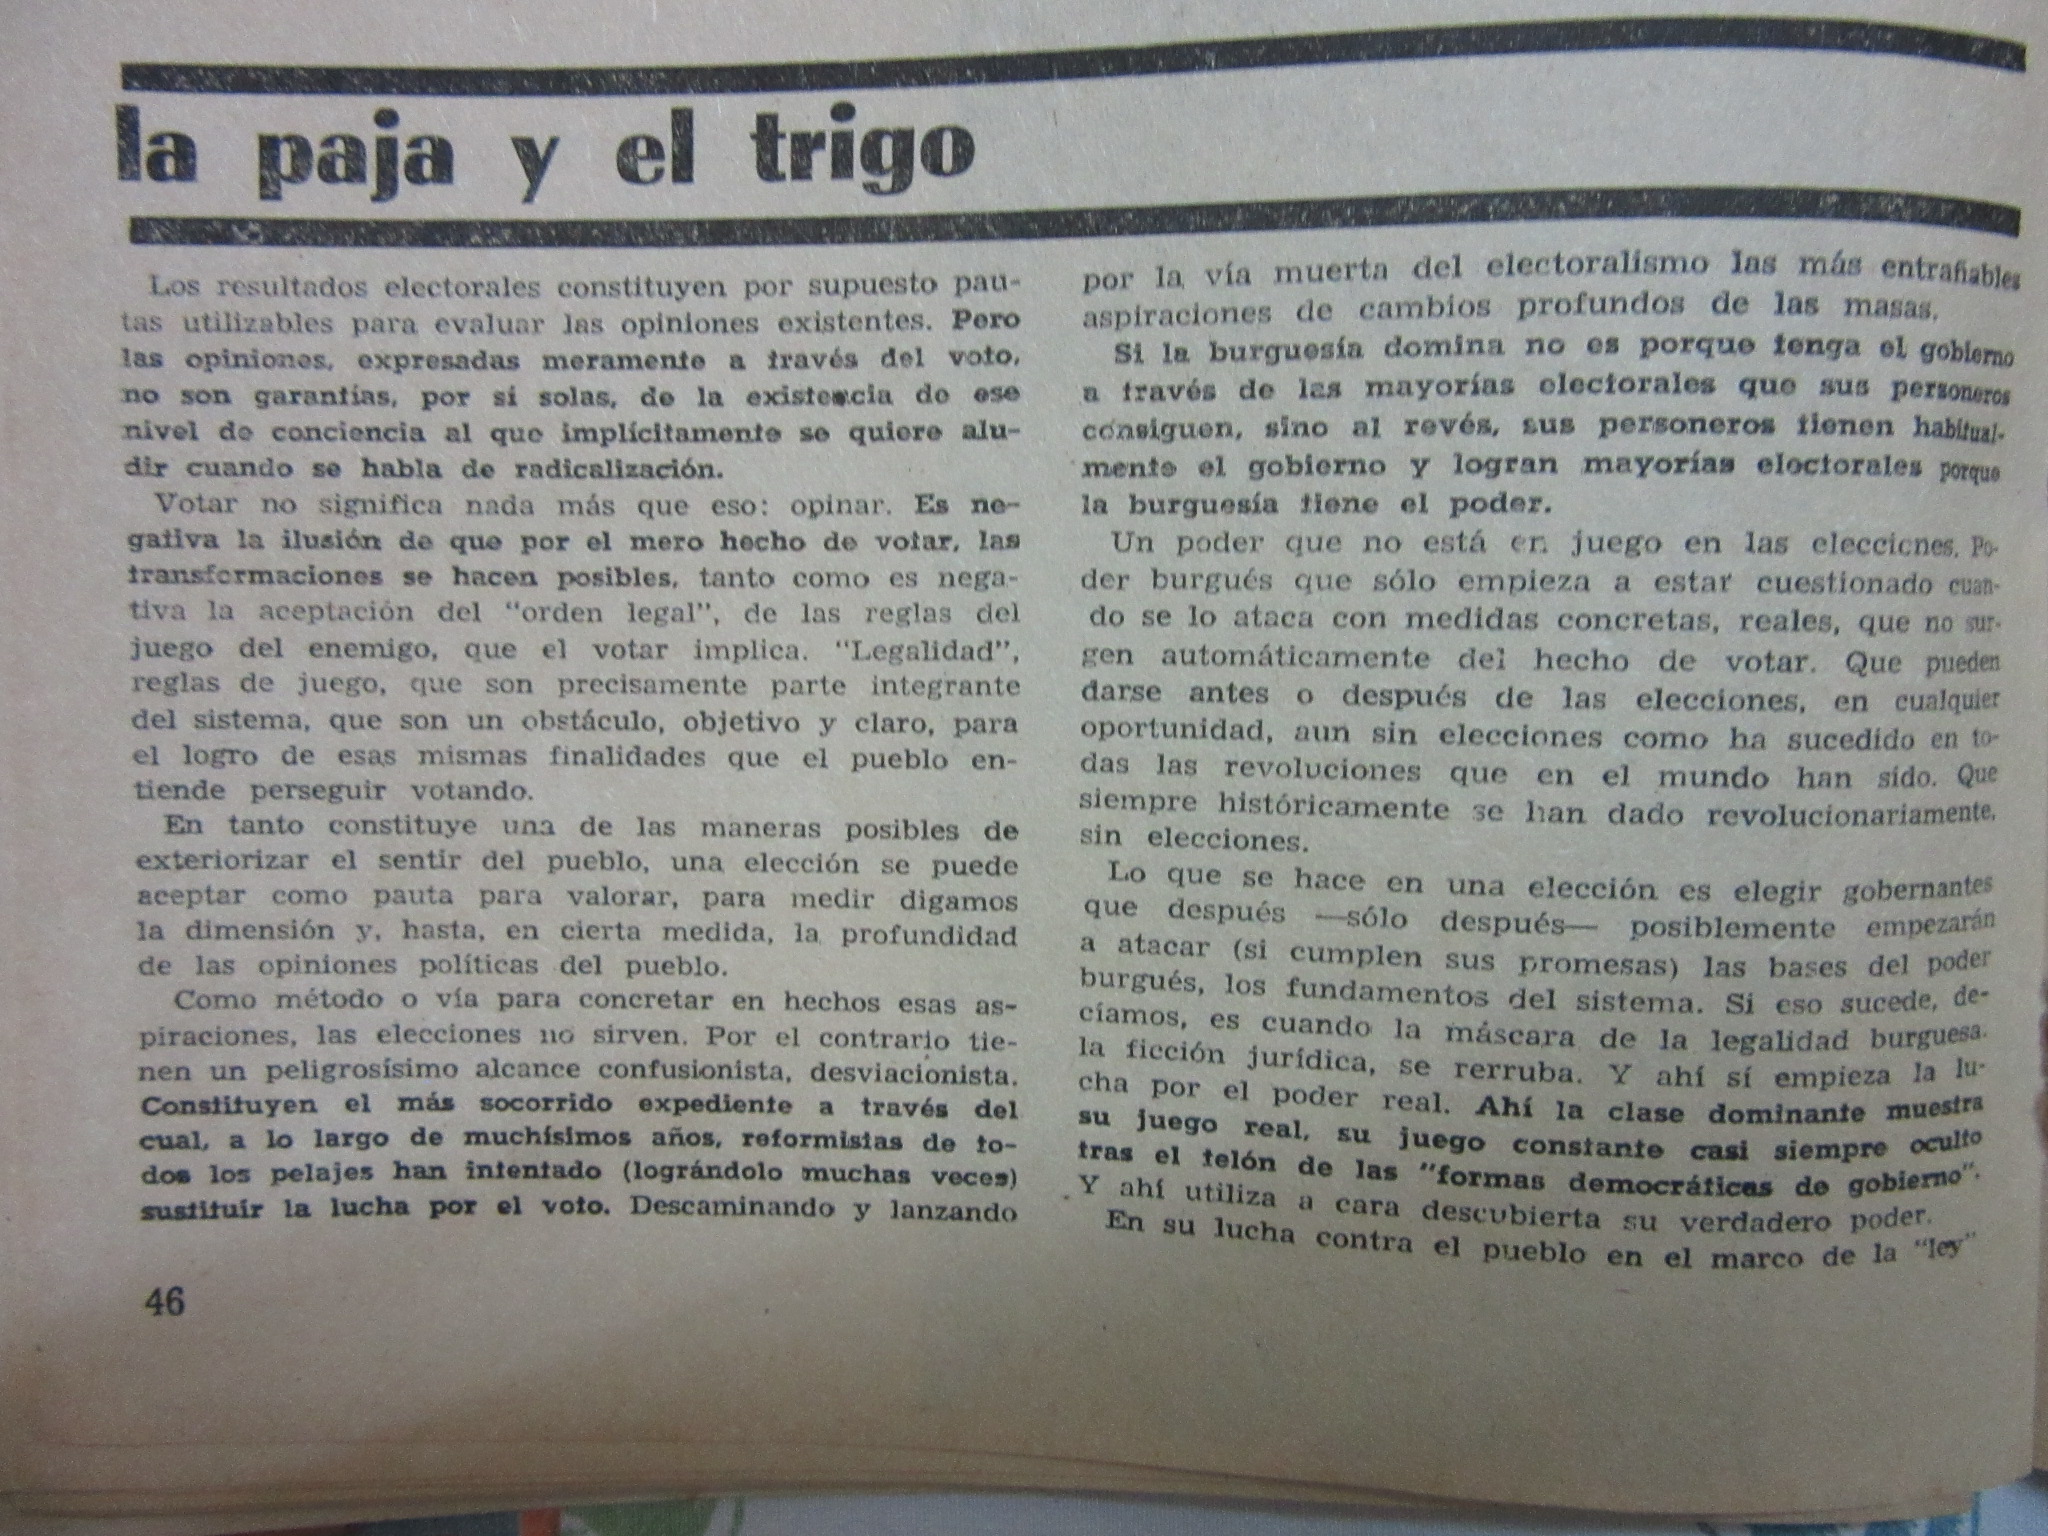 la paja y el trigo
Los resultados electorales constituyen por supuesto pau-
tas utilizables para evaluar las opiniones existentes. Pero
las opiniones, expresadas meramente a través del voto,
no son garantías, por sí solas, de la existencia de ese
nivel de conciencia al que implícitamente se quiere alu-
dir cuando se habla de radicalización.
Votar no significa nada más que eso: opinar. Es ne-
gativa la ilusión de que por el mero hecho de votar, las
transformaciones se hacen posibles, tanto como es nega-
tiva la aceptación del "orden legal", de las reglas del
juego del enemigo, que el votar implica. "Legalidad",
reglas de juego, que son precisamente parte integrante
del sistema, que son un obstáculo, objetivo y claro, para
el logro de esas mismas finalidades que el pueblo en-
tiende perseguir votando.
En tanto constituye una de las maneras posibles de
exteriorizar el sentir del pueblo, una elección se puede
aceptar como pauta para valorar, para medir digamos
la dimensión y, hasta, en cierta medida, la profundidad
de las opiniones políticas del pueblo.
Como método o vía para concretar en hechos esas as-
piraciones, las elecciones no sirven. Por el contrario tie-
nen un peligrosísimo alcance confusionista, desviacionista.
Constituyen el más socorrido expediente a través del
cual, a lo largo de muchísimos años, reformistas de to-
dos los pelajes han intentado (lográndolo muchas veces)
sustituír la lucha por el voto. Descaminando y lanzando
46
por la vía muerta del electoralismo las más entrañables
aspiraciones de cambios profundos de las masas.
Si la burguesía domina no es porque tenga el gobierno
a través de las mayorías electorales que sus personeros
consiguen, sino al revés, sus personeros tienen habitual-
mente el gobierno y logran mayorías eloctorales porque
la burguesía tiene el poder.
Un poder que no está en juego en las elecciones. Po-
der burgués que sólo empieza a estar cuestionado cuan-
do se lo ataca con medidas concretas, reales, que no sur-
gen automáticamente del hecho de votar. Que pueden
darse antes o después de las elecciones, en cualquier
oportunidad, aun sin elecciones como ha sucedido en to-
das las revoluciones que en el mundo han sido. Que
siempre históricamente se han dado revolucionariamente,
sin elecciones.
Lo que se hace en una elección es elegir gobernantes
que después —sólo después— posiblemente empezarán
a atacar (si cumplen sus promesas) las bases del poder
burgués, los fundamentos del sistema. Si eso sucede, de-
cíamos, es cuando la máscara de la legalidad burguesa.
la ficción jurídica, se rerruba. Y ahí sí empieza la lu-
cha por el poder real. Ahí la clase dominante muestra
su juego real, su juego constante casi siempre oculto
tras el telón de las "formas democráticas de gobierno".
Y ahí utiliza a cara descubierta su verdadero poder.
En su lucha contra el pueblo en el marco de la "ley"